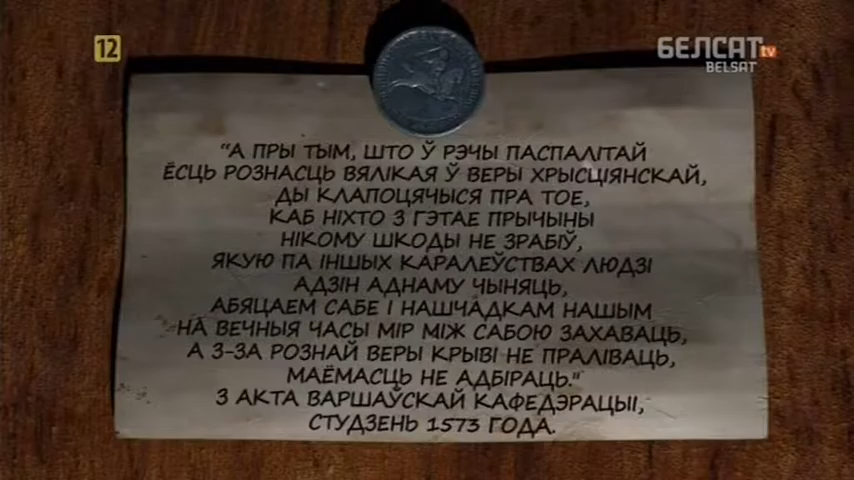 12
БЕЛСАТ tv
BELSAT
"А ПРЫ ТЫМ, ШТО Ў РЭЧЫ ПАСПАЛІТАЙ
ЁСЦЬ РОЗНАСЦЬ ВЯЛІКАЯ Ў ВЕРЫ ХРЫСЦІЯНСКАЙ,
ДЫ КЛАПОЦЯЧЫСЯ ПРА ТОЕ,
КАБ НІХТО З ГЭТАЕ ПРЫЧЫНЫ
НІКОМУ ШКОДЫ НЕ ЗРАБІЎ,
ЯКУЮ ПА ІНШЫХ КАРАЛЕЎСТВАХ ЛЮДЗІ
АДЗІН АДНАМУ ЧЫНЯЦЬ,
АБЯЦАЕМ САБЕ І НАШЧАДКАМ НАШЫМ
НА ВЕЧНЫЯ ЧАСЫ МІР МІЖ САБОЮ ЗАХАВАЦЬ,
А З-ЗА РОЗНАЙ ВЕРЫ КРЫВІ НЕ ПРАЛІВАЦЬ,
МАЁМАСЦЬ НЕ АДБІРАЦЬ."
З АКТА ВАРШАЎСКАЙ КАФЕДЭРАЦЫІ,
СТУДЗЕНЬ 1573 ГОДА.